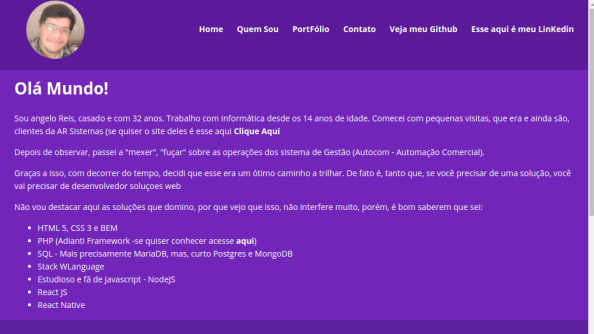 Home Quem Sou PortFólio Contato Veja meu Github Esse aqui é meu LinKedin
Olá Mundo!
Sou angelo Reis, casado e com 32 anos. Trabalho com informática desde os 14 anos de idade. Comecei com pequenas visitas, que era e ainda são,
clientes da AR Sistemas (se quiser o site deles é esse aqui Clique Aqui
Depois de observar, passei a "mexer", "fuçar" sobre as operações dos sistema de Gestão (Autocom - Automação Comercial).
Graças a isso, com decorrer do tempo, decidi que esse era um ótimo caminho a trilhar. De fato é, tanto que, se você precisar de uma solução, você
vai precisar de desenvolvedor soluçoes web
Não vou destacar aqui as soluções que domino, por que vejo que isso, não interfere muito, porém, é bom saberem que sei:
• HTML 5, CSS 3 e BEM
• PHP (Adianti Framework -se quiser conhecer acesse aqui)
• SQL - Mais precisamente MariaDB, mas, curto Postgres e MongoDB
• Stack WLanguage
• Estudioso e fã de Javascript - NodeJS
• React JS
• React Native